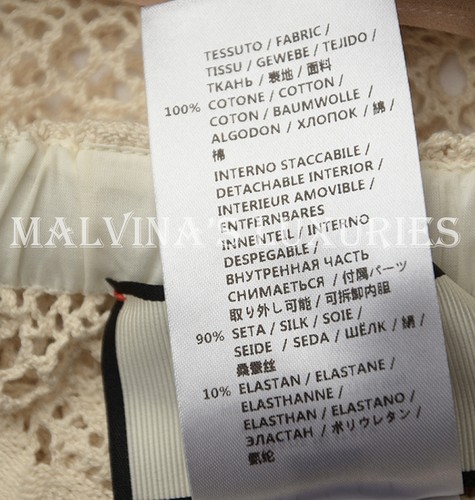 TESSUTO / FABRIC /
TISSU / GEWEBE / TEJIDO /
ТКАНЬ / 表地 / 面料
100% COTONE / COTTON /
COTON / BAUMWOLLE /
ALGODON / ХЛОПОК / 綿 /
棉
INTERNO STACCABILE /
DETACHABLE INTERIOR /
INTERIEUR AMOVIBLE /
ENTFERNBARES
MALVINA'S LUXURIES
INNENTEIL / INTERNO
DESPEGABLE /
ВНУТРЕННАЯ ЧАСТЬ
СНИМАЕТЬСЯ / 付属パーツ
取り外し可能 / 可拆卸内胆
90% SETA / SILK / SOIE /
SEIDE / SEDA / ШЁЛК / 絹 /
桑蚕丝
10% ELASTAN / ELASTANE /
ELASTHANNE /
ELASTHAN / ELASTANO /
ЭЛАСТАН / ポリウレタン /
氨纶